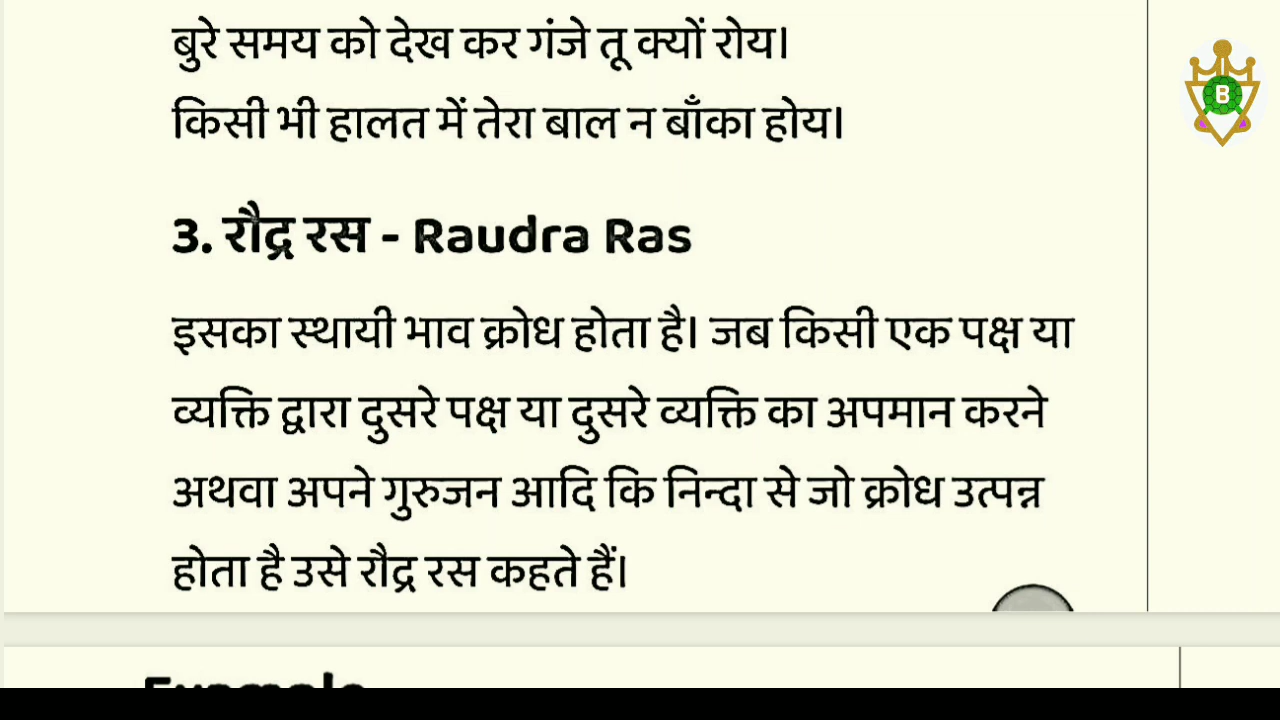 बुरे समय को देख कर गंजे तू क्यों रोय।
किसी भी हालत में तेरा बाल न बाँका होय।
B
3. रौद्र रस - Raudra Ras
इसका स्थायी भाव क्रोध होता है। जब किसी एक पक्ष या
व्यक्ति द्वारा दुसरे पक्ष या दुसरे व्यक्ति का अपमान करने
अथवा अपने गुरुजन आदि कि निन्दा से जो क्रोध उत्पन्न
होता है उसे रौद्र रस कहते हैं।
Example